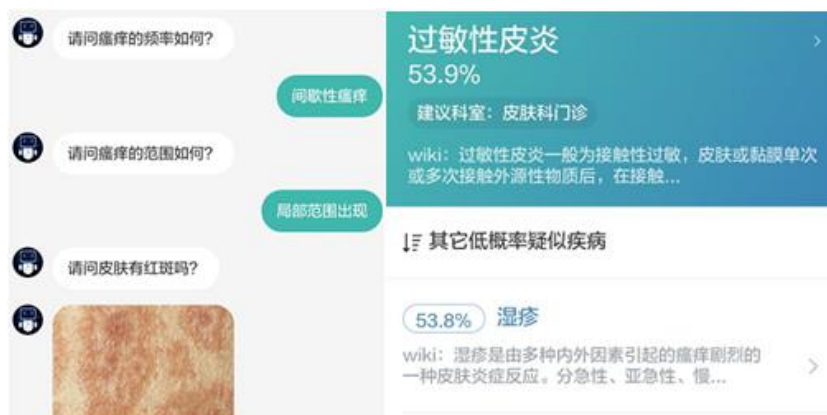 请问瘙痒的频率如何?
间歇性瘙痒
请问瘙痒的范围如何?
局部范围出现
请问皮肤有红斑吗?
过敏性皮炎
53.9%
建议科室：皮肤科门诊
wiki：过敏性皮炎一般为接触性过敏，皮肤或黏膜单次
或多次接触外源性物质后，在接触...
其它低概率疑似疾病
53.8% 湿疹
wiki：湿疹是由多种内外因素引起的瘙痒剧烈的
一种皮肤炎症反应。分急性、亚急性、慢...